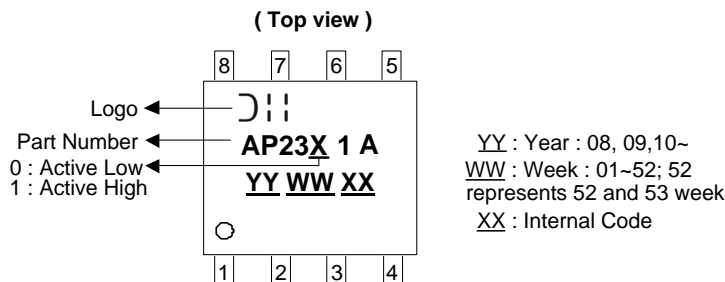 ( Top view )
8 7 6 5
Logo
Part Number
0 : Active Low
1 : Active High
AP23X 1 A
YY WW XX
1 2 3 4
YY : Year : 08, 09,10~
WW : Week : 01~52; 52
represents 52 and 53 week
XX : Internal Code